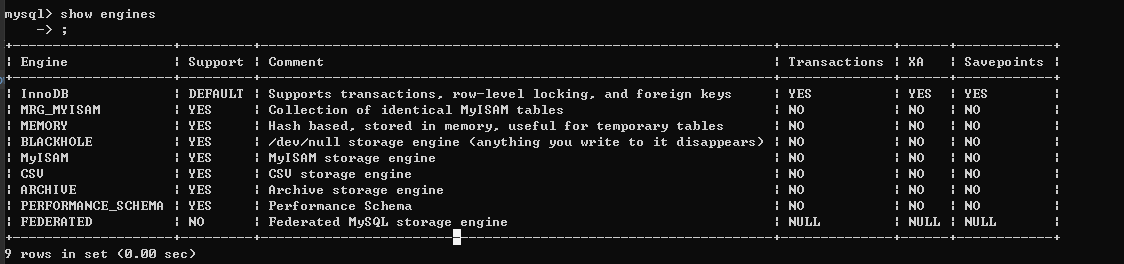 mysql> show engines
    -> ;
+--------------------+---------+----------------------------------------------------------------+--------------+------+------------+
| Engine             | Support | Comment                                                        | Transactions | XA   | Savepoints |
+--------------------+---------+----------------------------------------------------------------+--------------+------+------------+
| InnoDB             | DEFAULT | Supports transactions, row-level locking, and foreign keys     | YES          | YES  | YES        |
| MRG_MYISAM         | YES     | Collection of identical MyISAM tables                          | NO           | NO   | NO         |
| MEMORY             | YES     | Hash based, stored in memory, useful for temporary tables      | NO           | NO   | NO         |
| BLACKHOLE          | YES     | /dev/null storage engine (anything you write to it disappears) | NO           | NO   | NO         |
| MyISAM             | YES     | MyISAM storage engine                                          | NO           | NO   | NO         |
| CSV                | YES     | CSV storage engine                                             | NO           | NO   | NO         |
| ARCHIVE            | YES     | Archive storage engine                                         | NO           | NO   | NO         |
| PERFORMANCE_SCHEMA | YES     | Performance Schema                                             | NO           | NO   | NO         |
| FEDERATED          | NO      | Federated MySQL storage engine                                 | NULL         | NULL | NULL       |
+--------------------+---------+----------------------------------------------------------------+--------------+------+------------+
9 rows in set (0.00 sec)